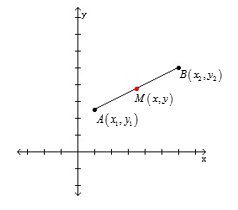 y
B(x₂,y₂)
M(x,y)
A(x₁,y₁)
x